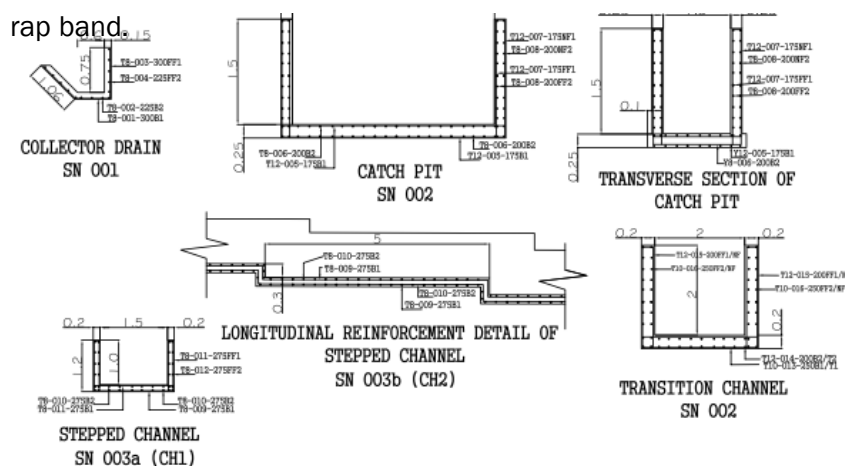 rap band.
0.6
0.15
0.75
1.06
T8-003-300FF1
T8-004-225FF2
T8-002-225B2
T8-001-300B1
COLLECTOR DRAIN
SN 001
1.5
0.25
T12-007-175NF1
T8-008-200NF2
T12-007-175FF1
T8-008-200FF2
T8-006-200B2
T12-005-175B1
T8-006-200B2
T12-005-175B1
CATCH PIT
SN 002
1.5
0.1
0.25
T12-007-175NF1
T8-008-200NF2
T12-007-175FF1
T8-008-200FF2
Y12-005-175B1
Y8-006-200B2
TRANSVERSE SECTION OF
CATCH PIT
5
0.3
T8-010-275B2
T8-009-275B1
T8-010-275B2
T8-009-275B1
LONGITUDINAL REINFORCEMENT DETAIL OF
STEPPED CHANNEL
SN 003b (CH2)
0.2
1.5
0.2
1.2
1.0
T8-011-275FF1
T8-012-275FF2
T8-010-275B2
T8-011-275B1
T8-010-275B2
T8-009-275B1
STEPPED CHANNEL
SN 003a (CH1)
0.2
2
0.2
2
0.2
T12-015-200FF1/NF
T10-016-250FF2/NF
T12-015-200FF1/N
T10-016-250FF2/NF
T12-014-200B2/T2
T10-013-250B1/T1
TRANSITION CHANNEL
SN 002